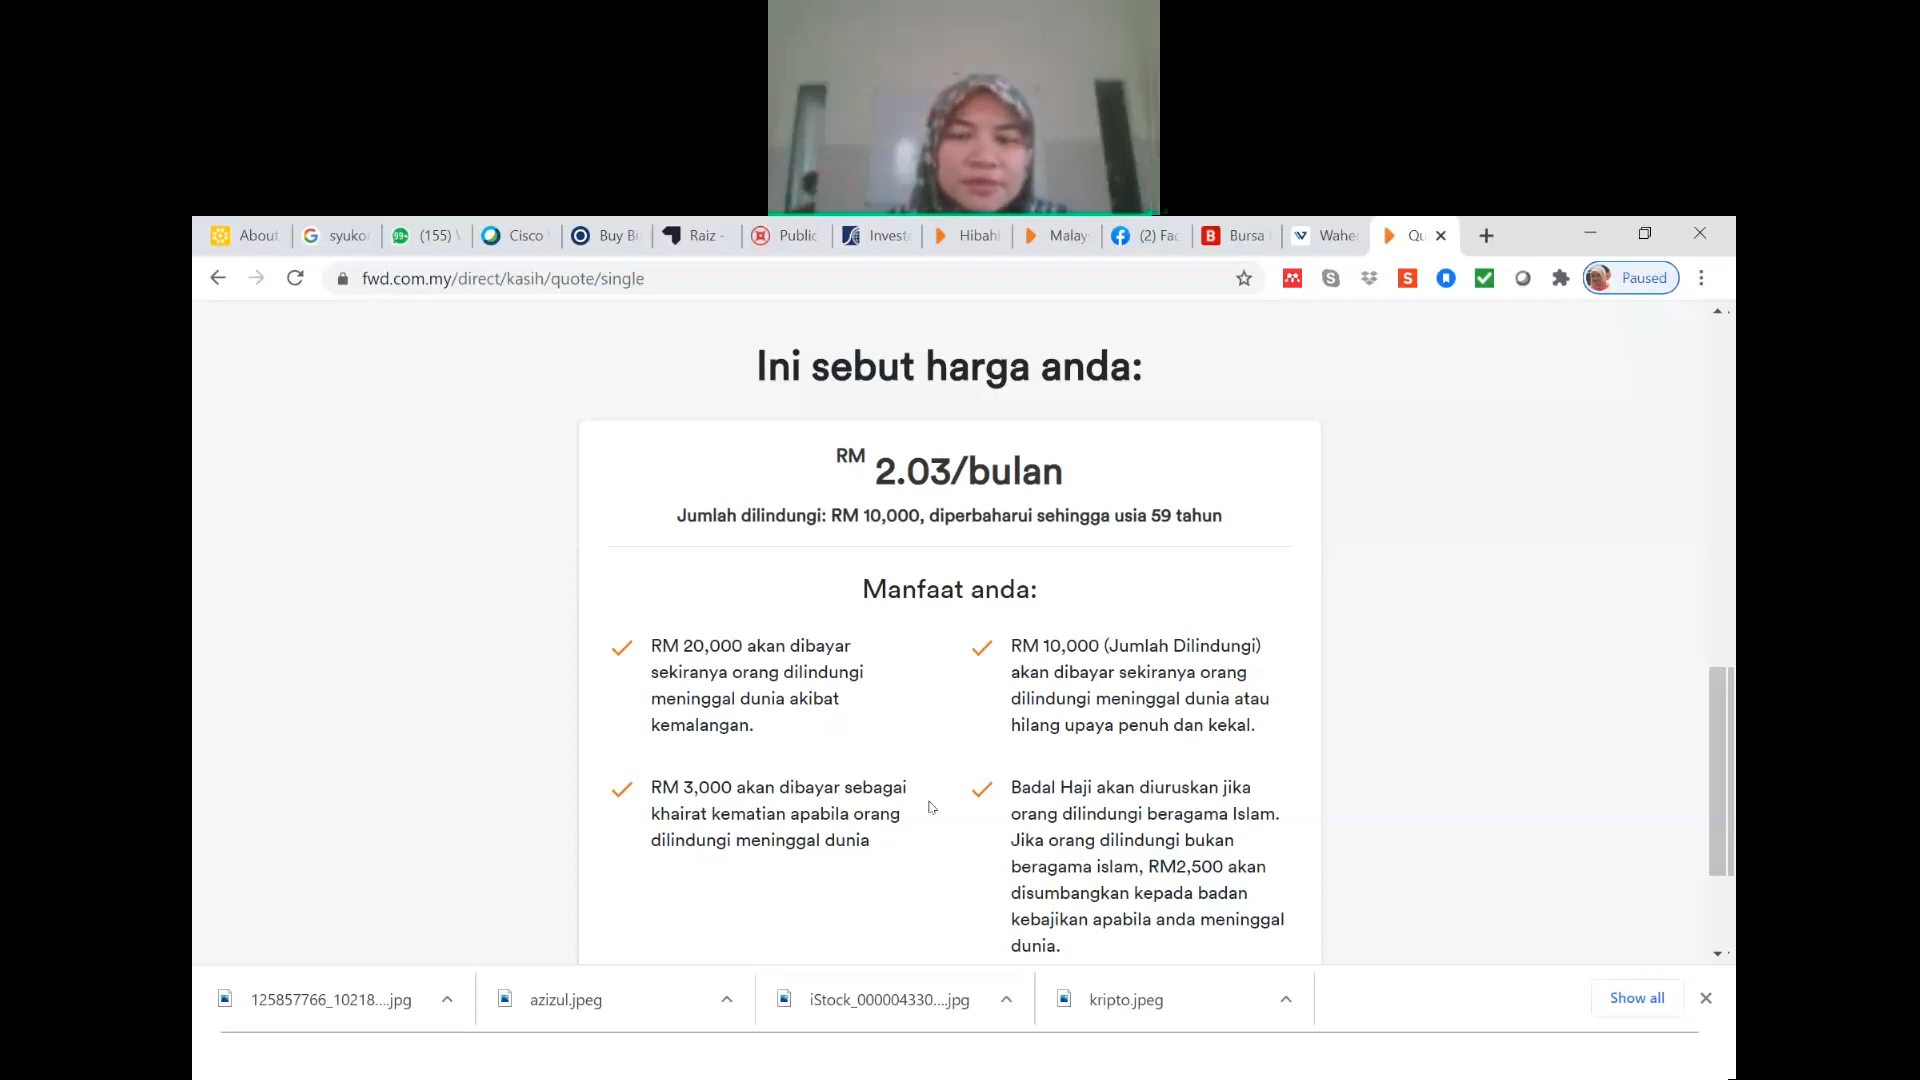 About
syukor
(155)
Cisco
Buy Bi
Raiz -
Public
Invest
Hibah
Malay
(2) Fac
Bursa
Wahed
Qu
fwd.com.my/direct/kasih/quote/single
Paused
Ini sebut harga anda:
RM 2.03/bulan
Jumlah dilindungi: RM 10,000, diperbaharui sehingga usia 59 tahun
Manfaat anda:
RM 20,000 akan dibayar
sekiranya orang dilindungi
meninggal dunia akibat
kemalangan.
RM 10,000 (Jumlah Dilindungi)
akan dibayar sekiranya orang
dilindungi meninggal dunia atau
hilang upaya penuh dan kekal.
RM 3,000 akan dibayar sebagai
khairat kematian apabila orang
dilindungi meninggal dunia
Badal Haji akan diuruskan jika
orang dilindungi beragama Islam.
Jika orang dilindungi bukan
beragama islam, RM2,500 akan
disumbangkan kepada badan
kebajikan apabila anda meninggal
dunia.
125857766_10218....jpg
azizul.jpeg
iStock_000004330....jpg
kripto.jpeg
Show all